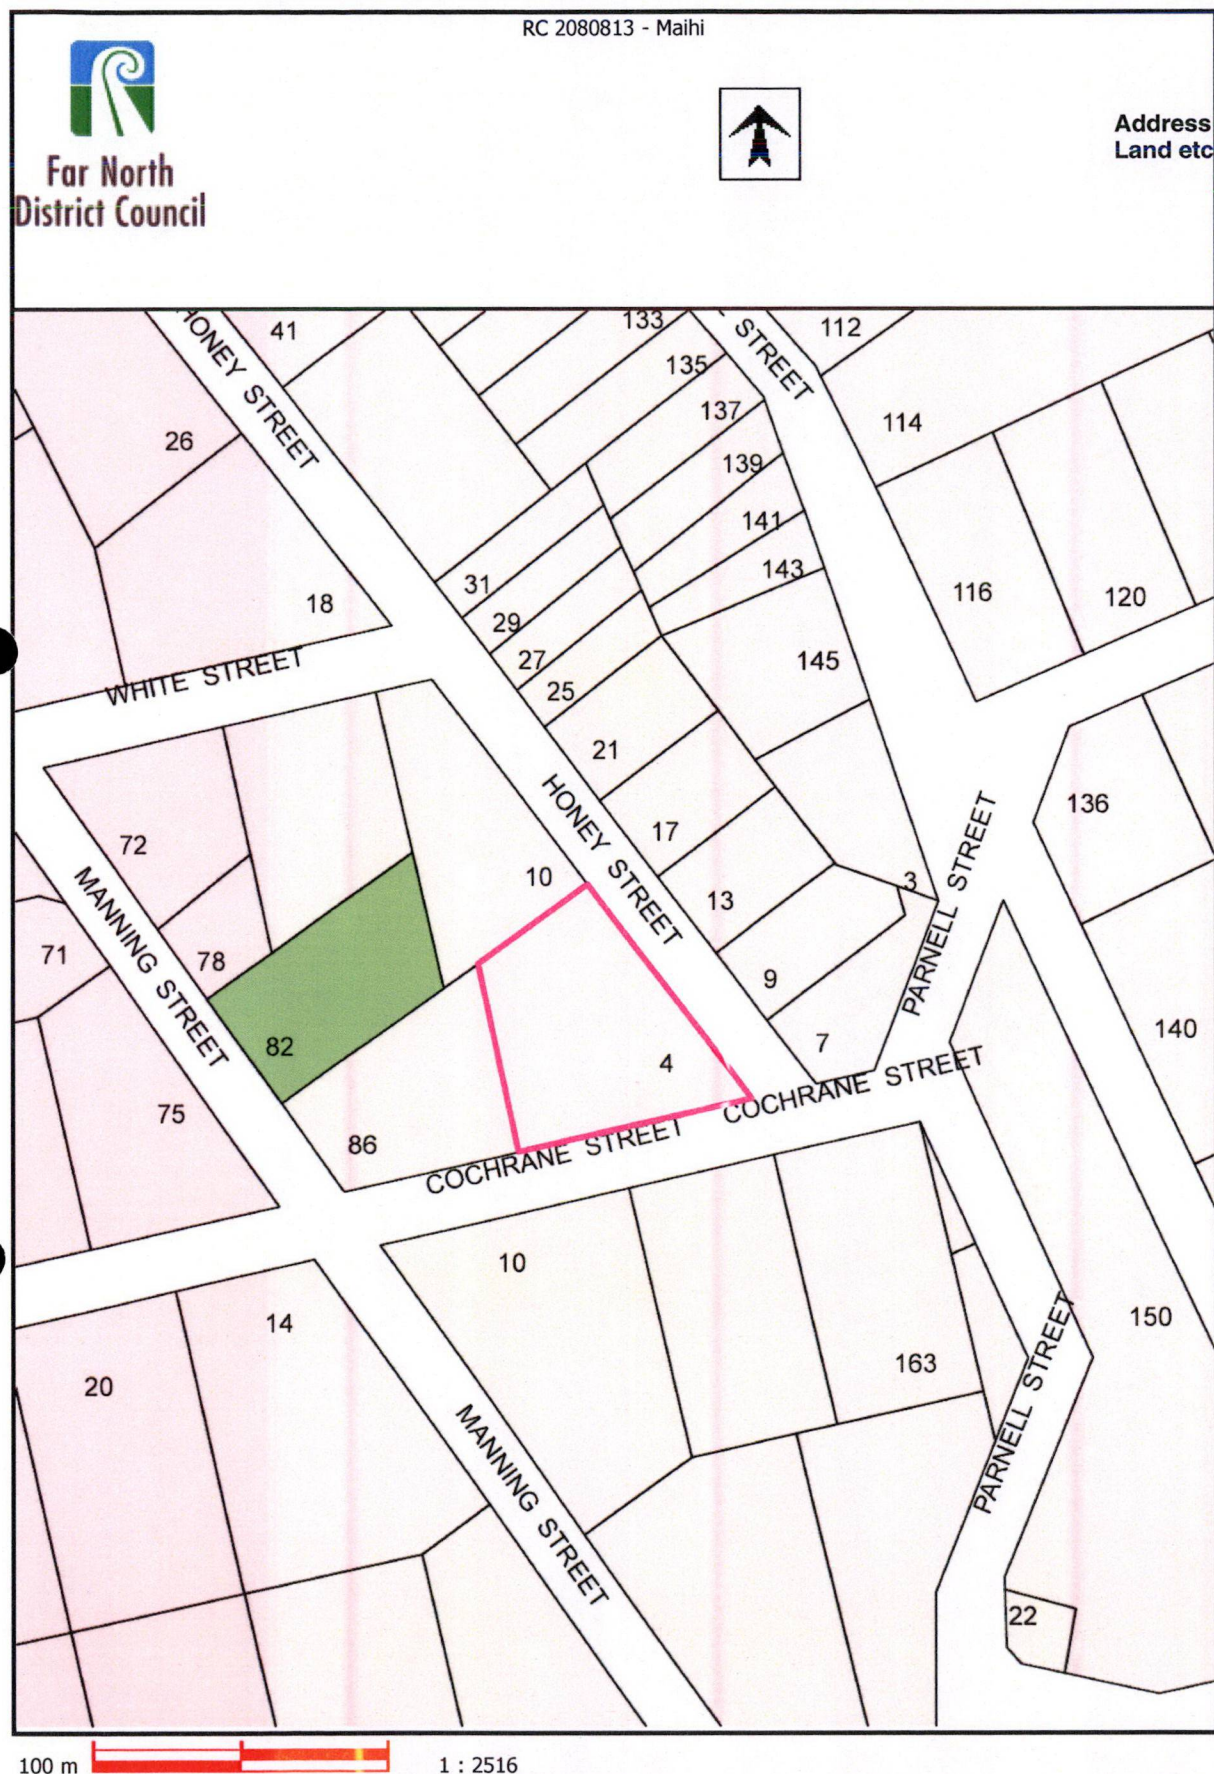 RC 2080813 - Maihi
Far North
District Council
Address
Land etc
HONEY STREET
41
133
STREET
112
135
137
114
26
139
141
143
31
18
29
116
120
27
145
WHITE STREET
25
21
HONEY STREET
136
72
17
MANNING STREET
10
3
PARNELL STREET
13
71
78
9
82
140
7
4
75
86
COCHRANE STREET
COCHRANE STREET
10
14
PARNELL STREET
150
163
20
MANNING STREET
22
100 m
1 : 2516